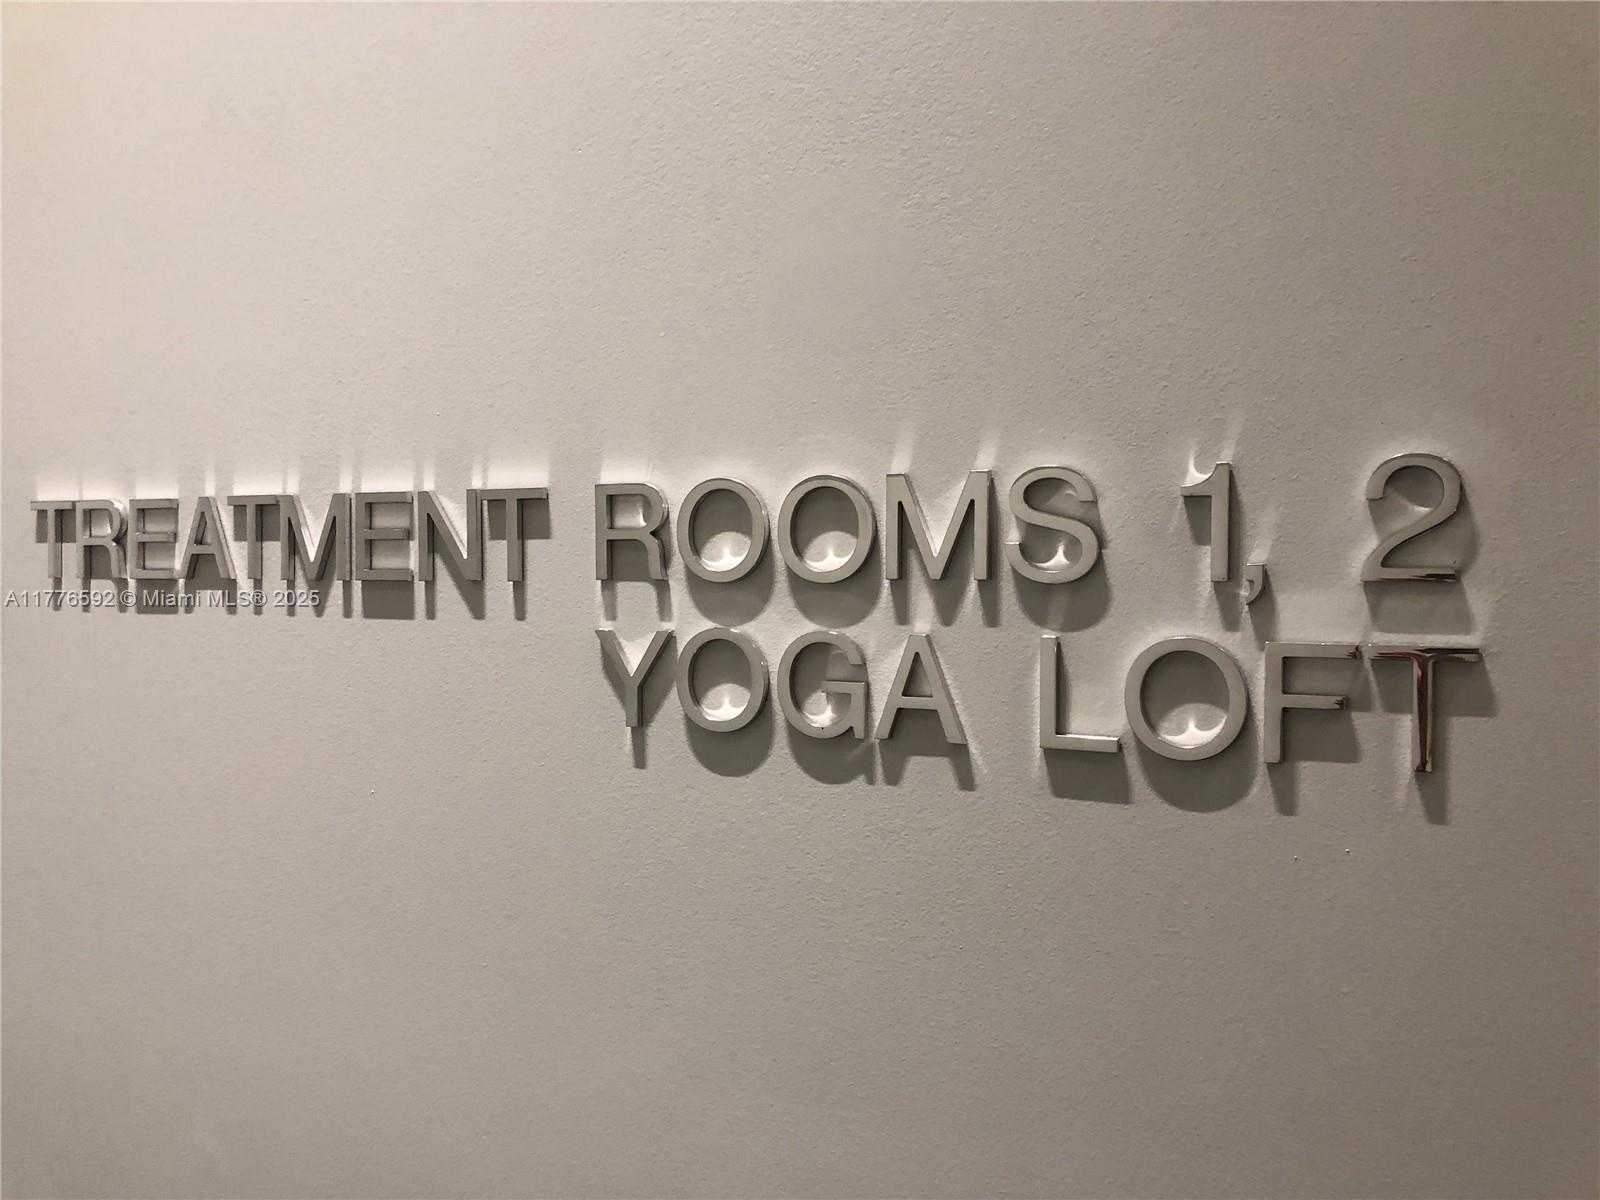 TREATMENT ROOMS 1, 2
A11776592 © Miami MLS® 2025
YOGA LOFT